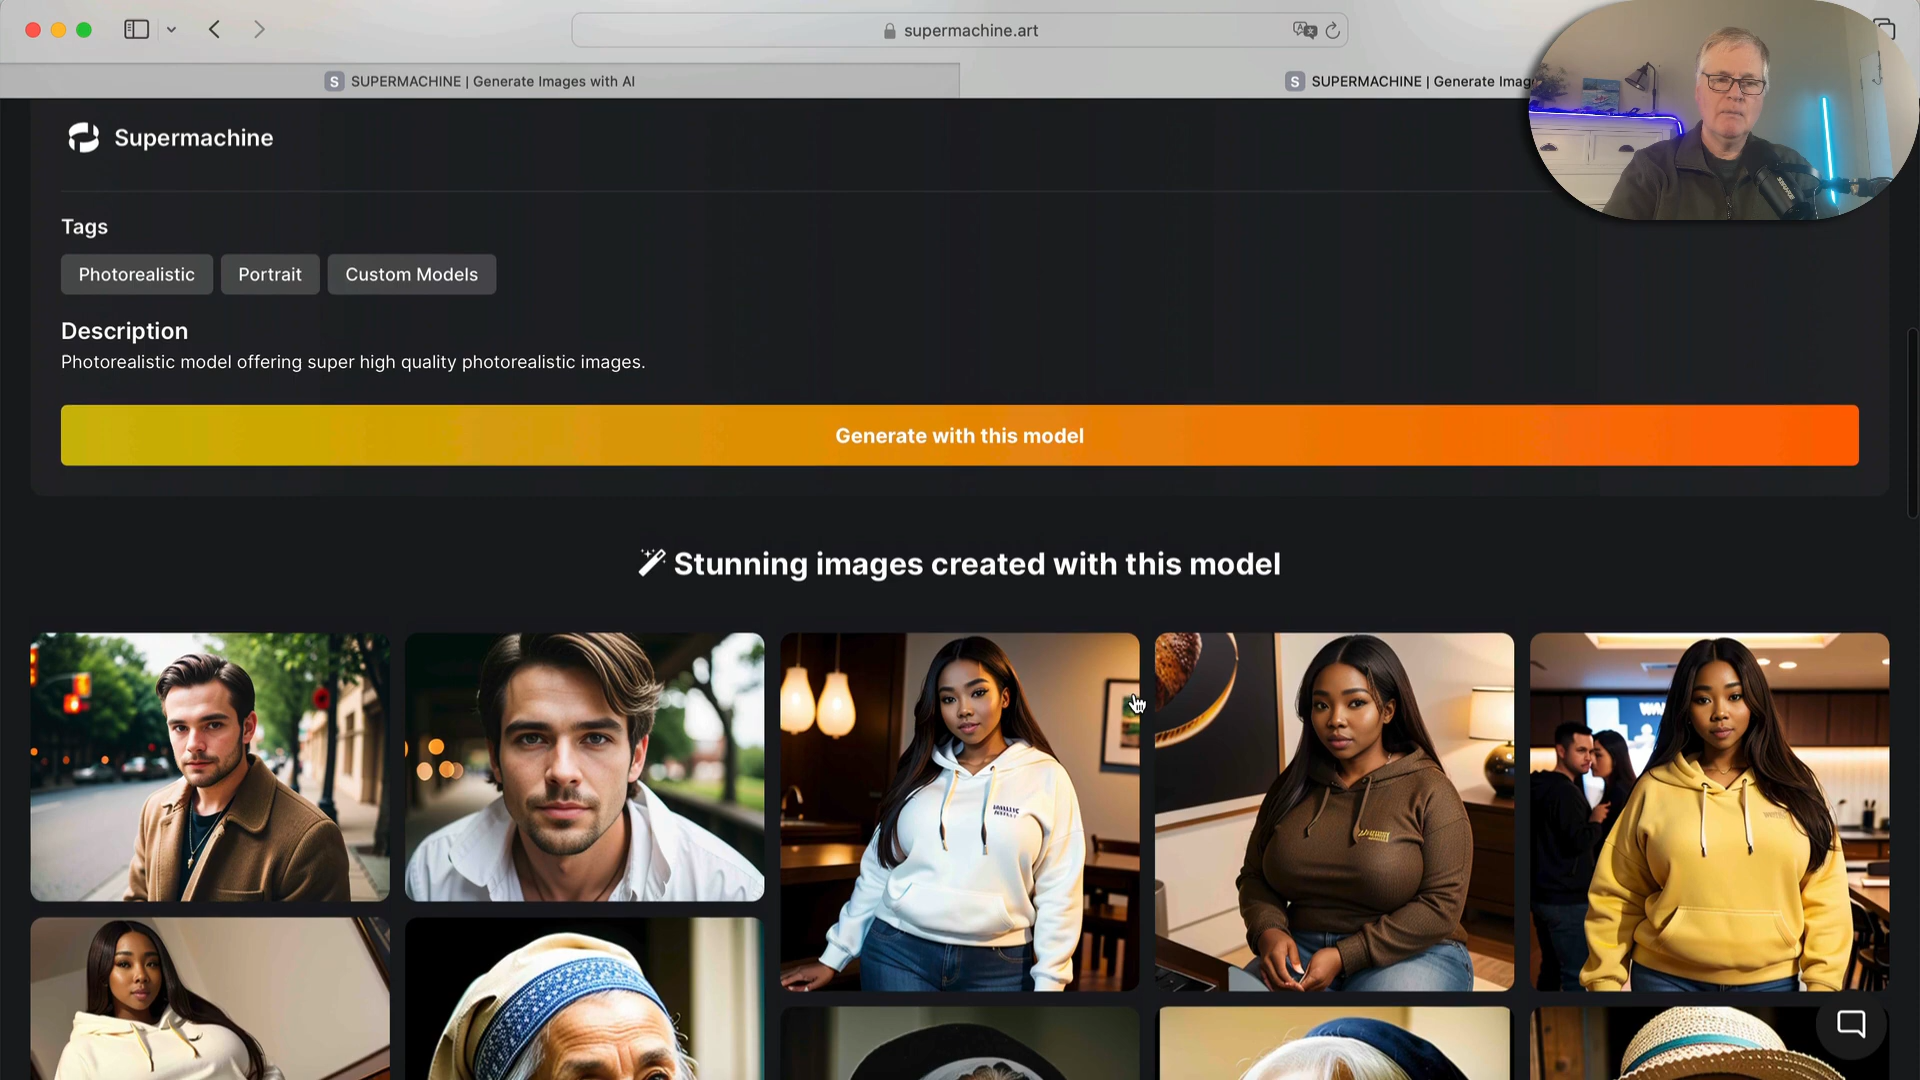 supermachine.art
S SUPERMACHINE | Generate Images with AI
S SUPERMACHINE | Generate Imag
Supermachine
Tags
Photorealistic
Portrait
Custom Models
Description
Photorealistic model offering super high quality photorealistic images.
Generate with this model
Stunning images created with this model